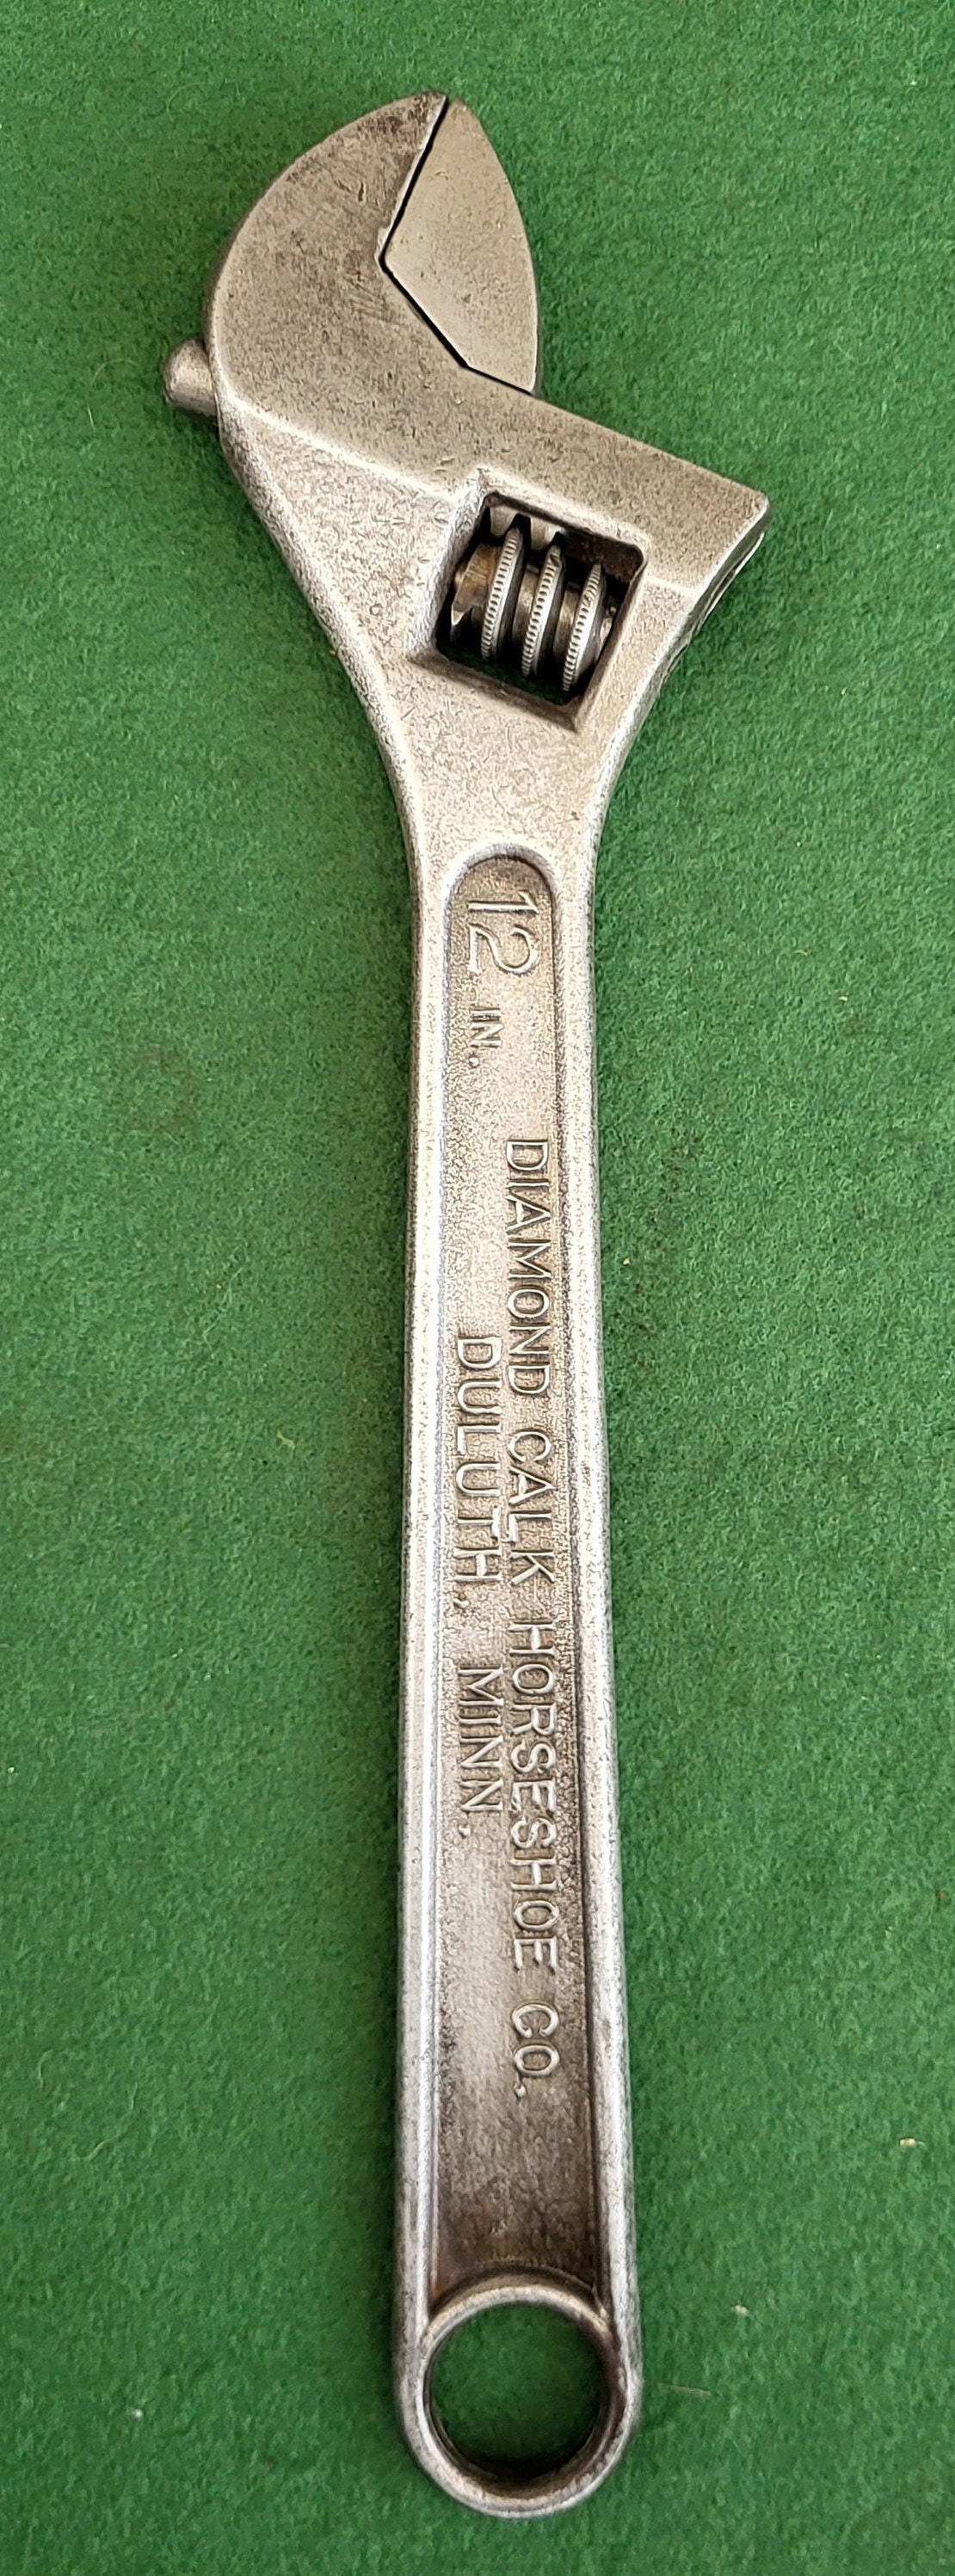 12 IN.
DIAMOND CALK HORSESHOE CO.
DULUTH, MINN.